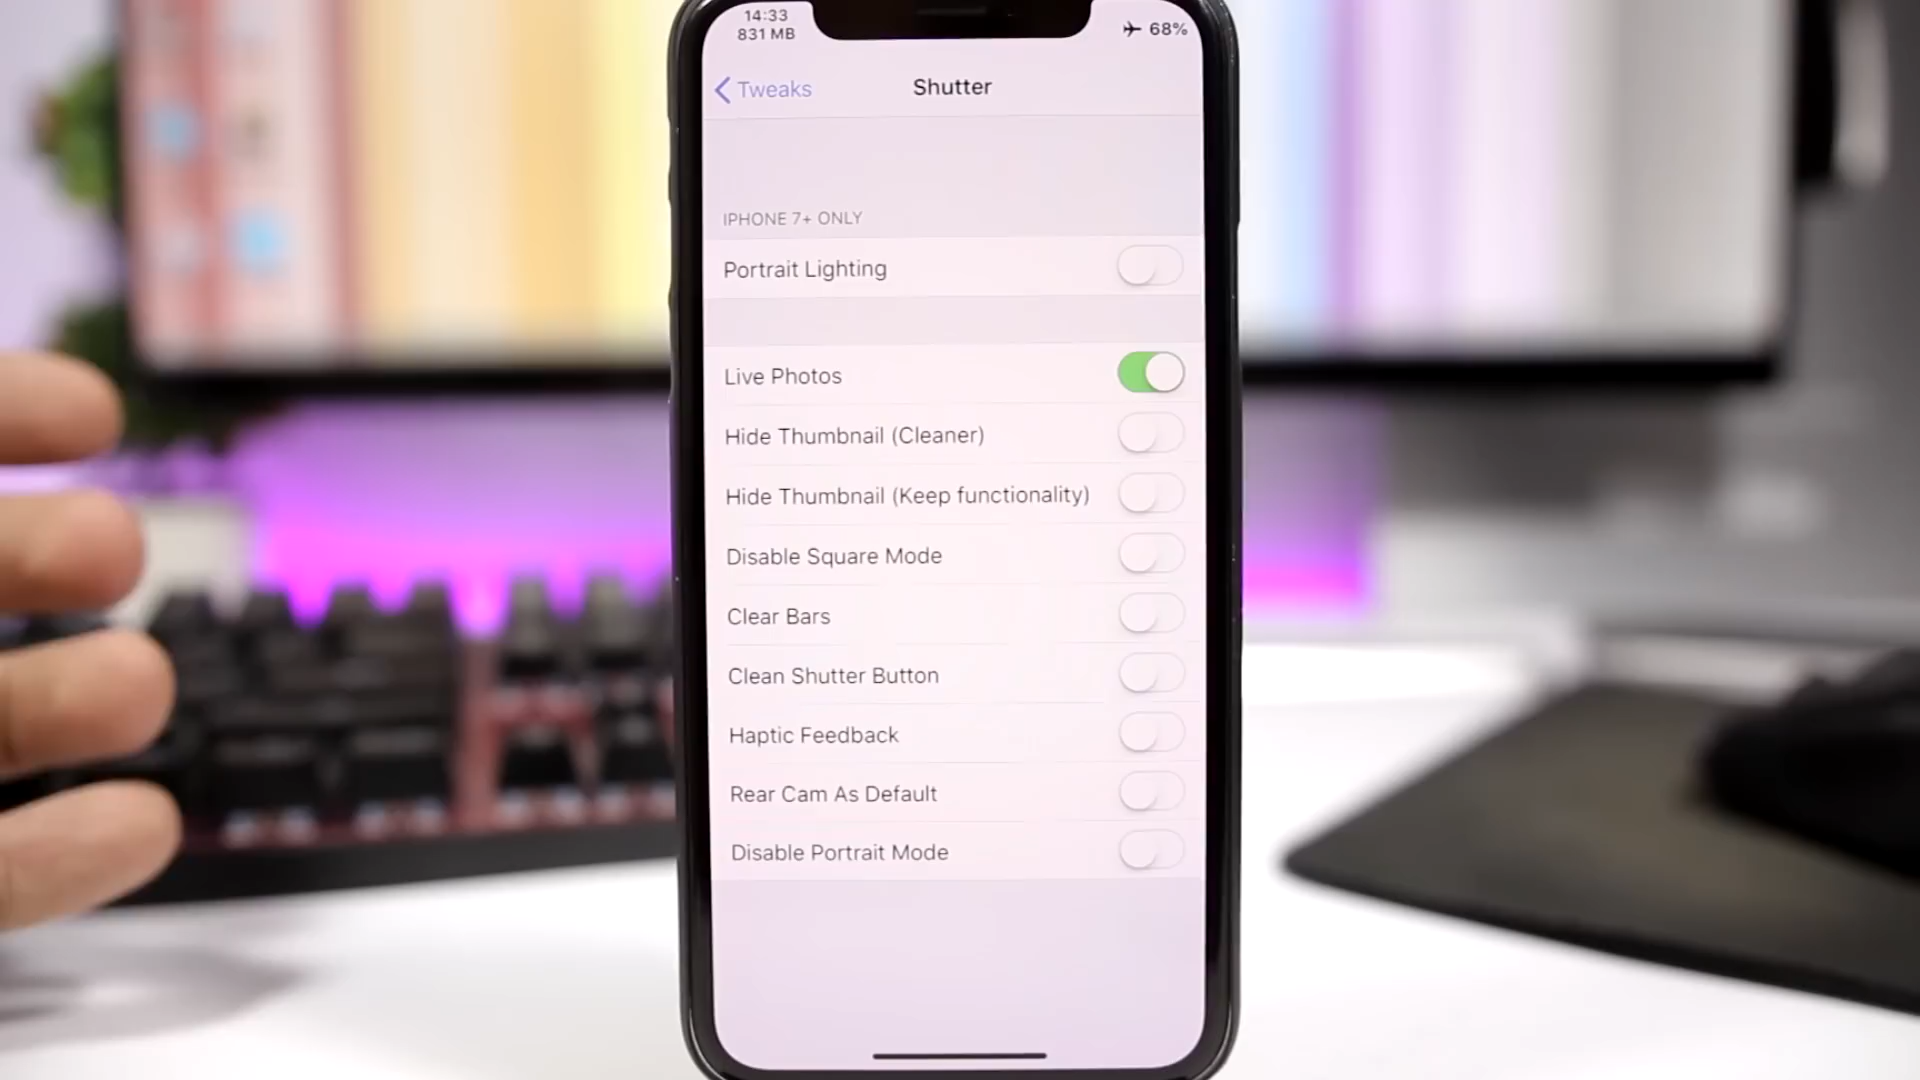 14:33
831 MB
68%
Tweaks
Shutter
IPHONE 7+ ONLY
Portrait Lighting
Live Photos
Hide Thumbnail (Cleaner)
Hide Thumbnail (Keep functionality)
Disable Square Mode
Clear Bars
Clean Shutter Button
Haptic Feedback
Rear Cam As Default
Disable Portrait Mode